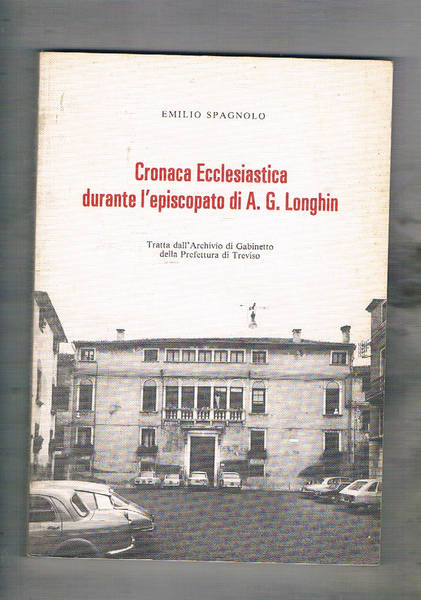 EMILIO SPAGNOLO
Cronaca Ecclesiastica
durante l'episcopato di A. G. Longhin
Tratta dall'Archivio di Gabinetto
della Prefettura di Treviso